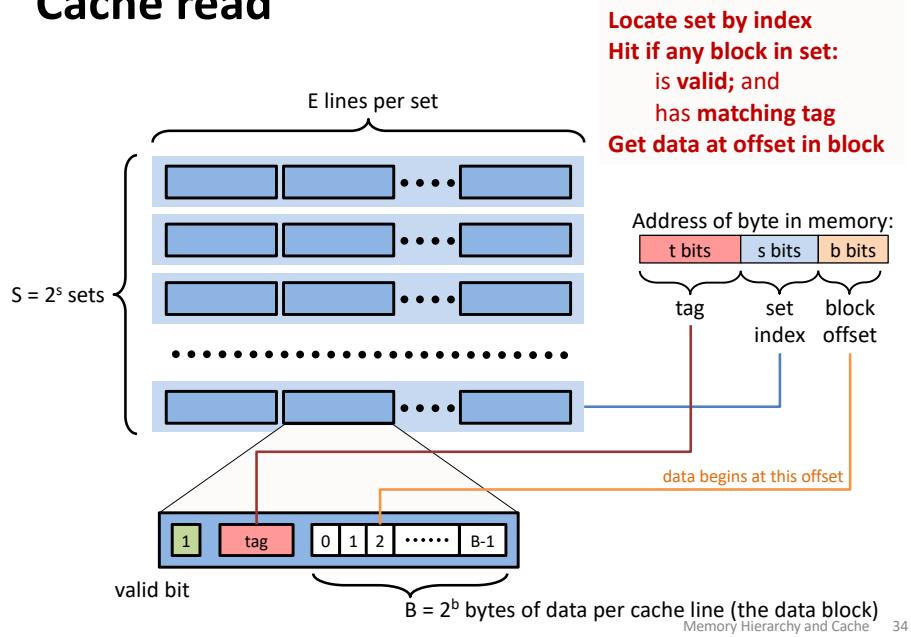 Cache read
Locate set by index
Hit if any block in set:
is valid; and
has matching tag
Get data at offset in block
E lines per set
S = 2ˢ sets
Address of byte in memory:
t bits s bits b bits
tag set block
index offset
data begins at this offset
1 tag 0 1 2 •••••• B-1
valid bit
B = 2ᵇ bytes of data per cache line (the data block)
Memory Hierarchy and Cache 34